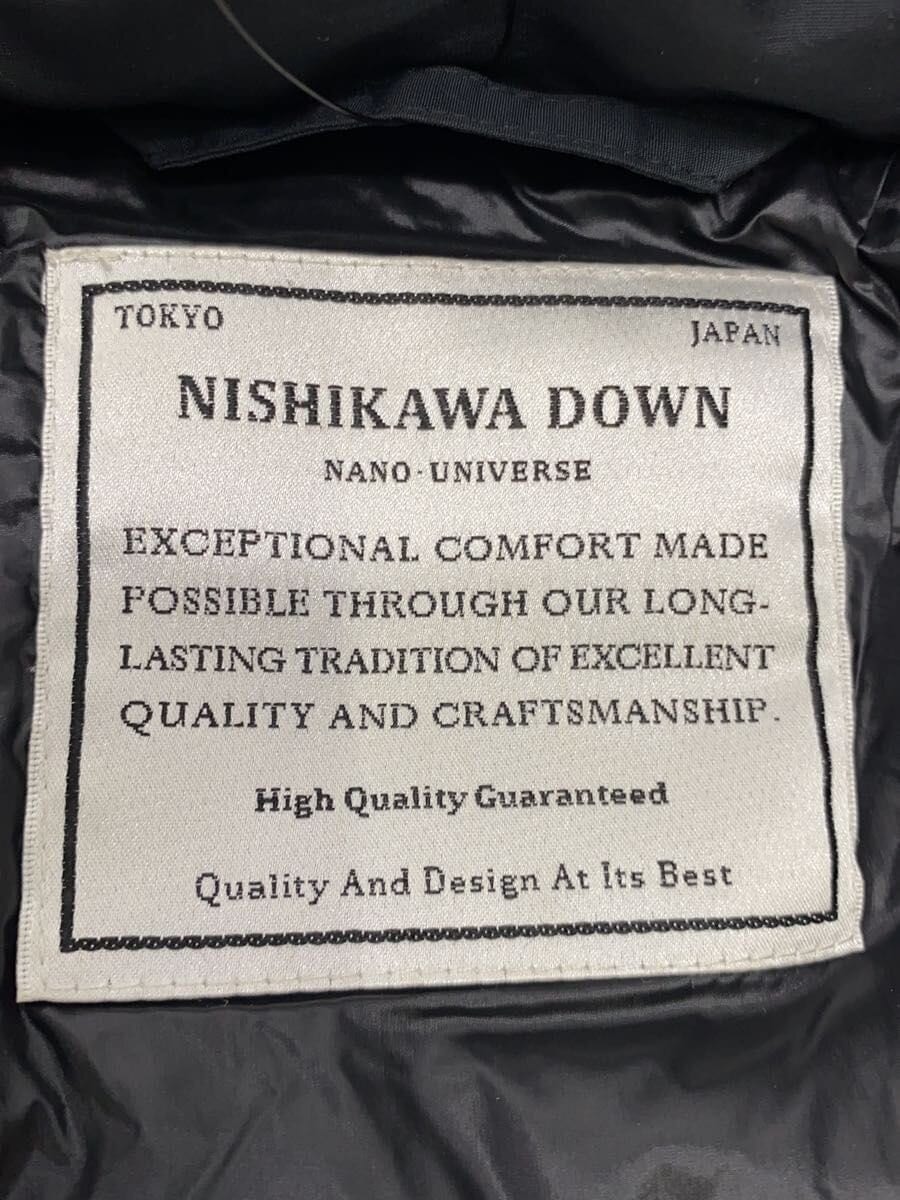 TOKYO
JAPAN
NISHIKAWA DOWN
NANO·UNIVERSE
EXCEPTIONAL COMFORT MADE
POSSIBLE THROUGH OUR LONG-
LASTING TRADITION OF EXCELLENT
QUALITY AND CRAFTSMANSHIP.
High Quality Guaranteed
Quality And Design At Its Best